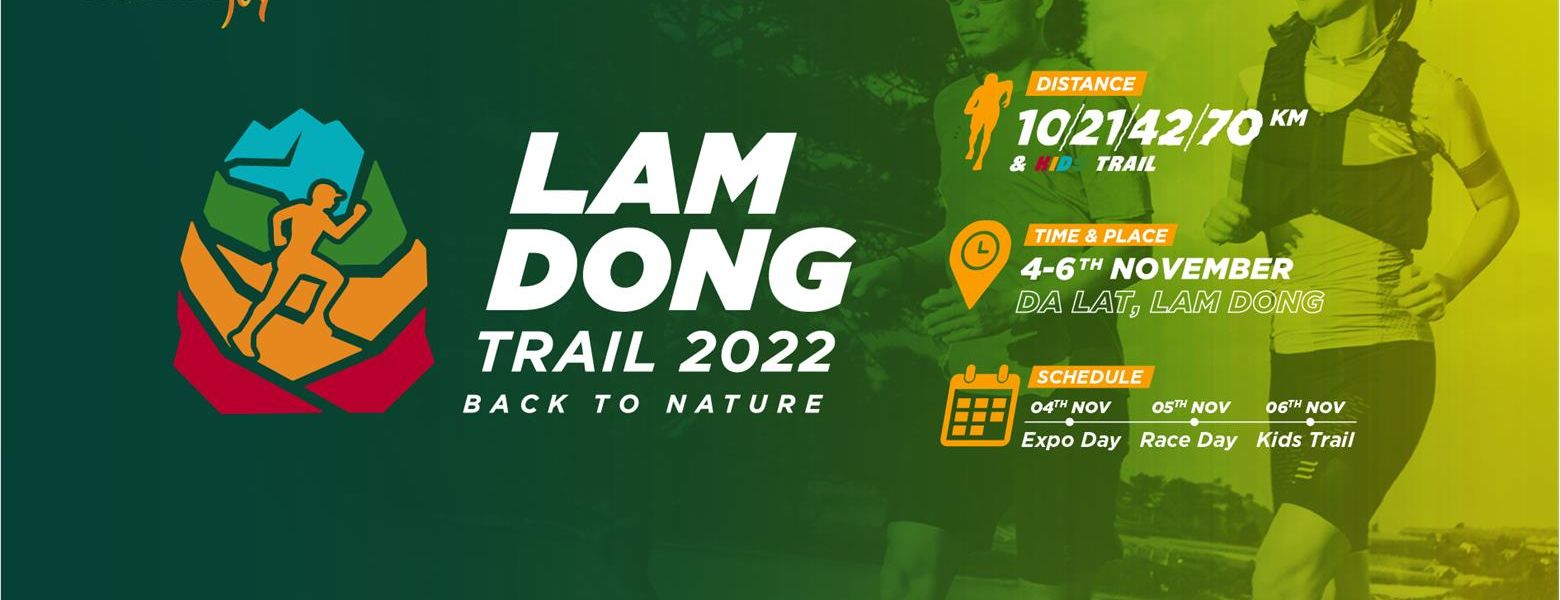 LAM
DONG
TRAIL 2022
BACK TO NATURE
DISTANCE
10/21/42/70 KM
& KIDS TRAIL
TIME & PLACE
4-6TH NOVEMBER
DA LAT, LAM DONG
SCHEDULE
04TH NOV 05TH NOV 06TH NOV
Expo Day Race Day Kids Trail